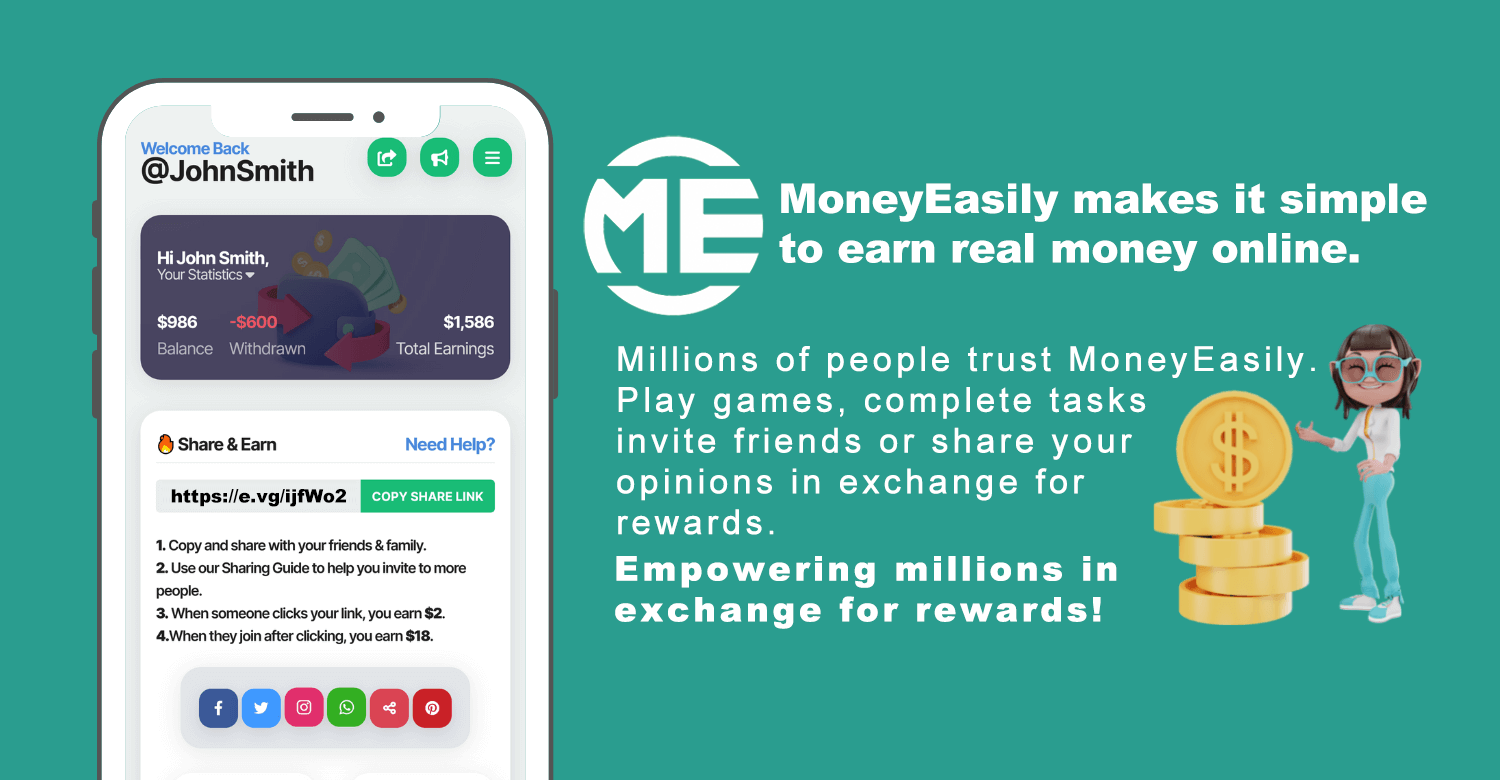 Welcome Back
@JohnSmith
Hi John Smith,
Your Statistics
$986 -$600 $1,586
Balance Withdrawn Total Earnings
Share & Earn Need Help?
https://e.vg/ijfWo2 COPY SHARE LINK
1. Copy and share with your friends & family.
2. Use our Sharing Guide to help you invite to more
people.
3. When someone clicks your link, you earn $2.
4.When they join after clicking, you earn $18.
ME
MoneyEasily makes it simple
to earn real money online.
Millions of people trust MoneyEasily.
Play games, complete tasks
invite friends or share your
opinions in exchange for
rewards.
Empowering millions in
exchange for rewards!